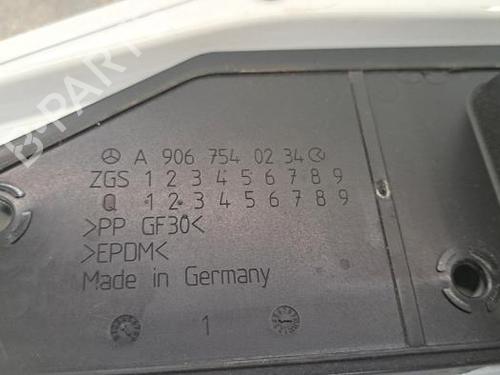 A 906 754 02 34
ZGS 1 2 3 4 5 6 7 8 9
Q 1 2 3 4 5 6 7 8 9
>PP GF30<
>EPDM<
Made in Germany
1
B-PARTS